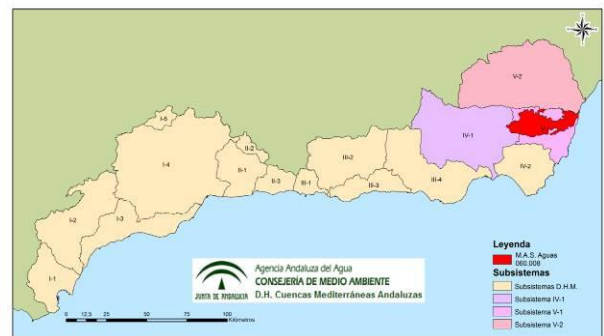 V-2
I-5
I-4
II-2
II-1
III-2
IV-1
II-3
III-1
III-3
III-4
IV-2
I-2
I-3
I-1
Agencia Andaluza del Agua
CONSEJERÍA DE MEDIO AMBIENTE
JUNTA DE ANDALUCIA
D.H. Cuencas Mediterráneas Andaluzas
0 12,5 25 50 75 100
Kilómetros
Leyenda
M.A.S. Aguas
060.008
Subsistemas
Subsistemas D.H.M.
Subsistema IV-1
Subsistema V-1
Subsistema V-2